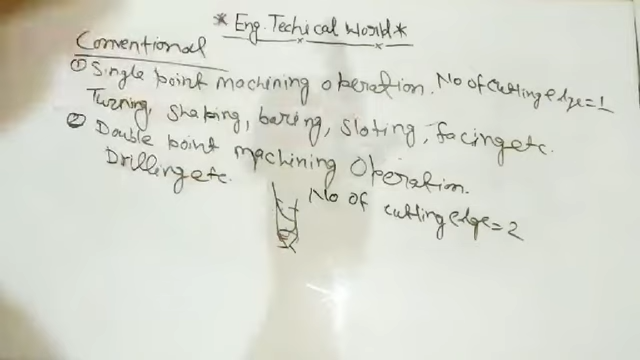 * Eng. Techical World *
Conventional
① Single point machining operation. No of cutting edge = 1
Turning, Shaping, baring, Sloting, facing etc.
② Double point machining Operation.
Drilling etc. No of cutting edge = 2